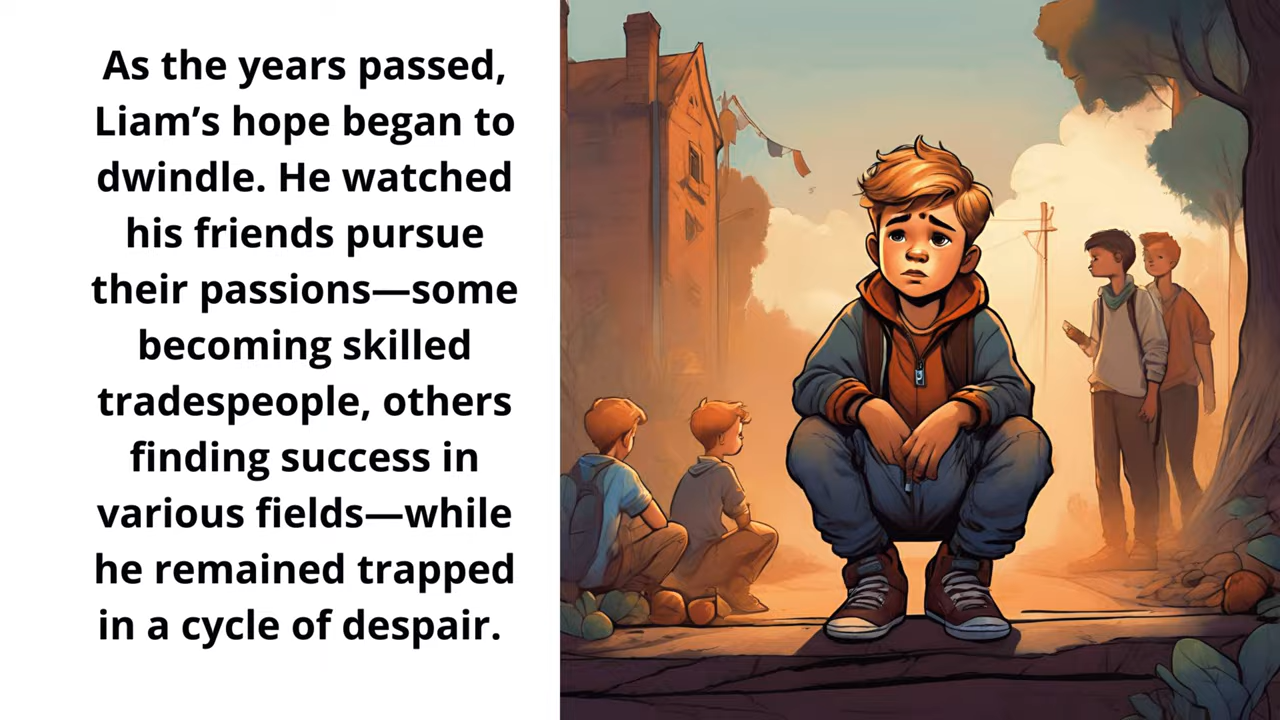 As the years passed,
Liam’s hope began to
dwindle. He watched
his friends pursue
their passions—some
becoming skilled
tradespeople, others
finding success in
various fields—while
he remained trapped
in a cycle of despair.